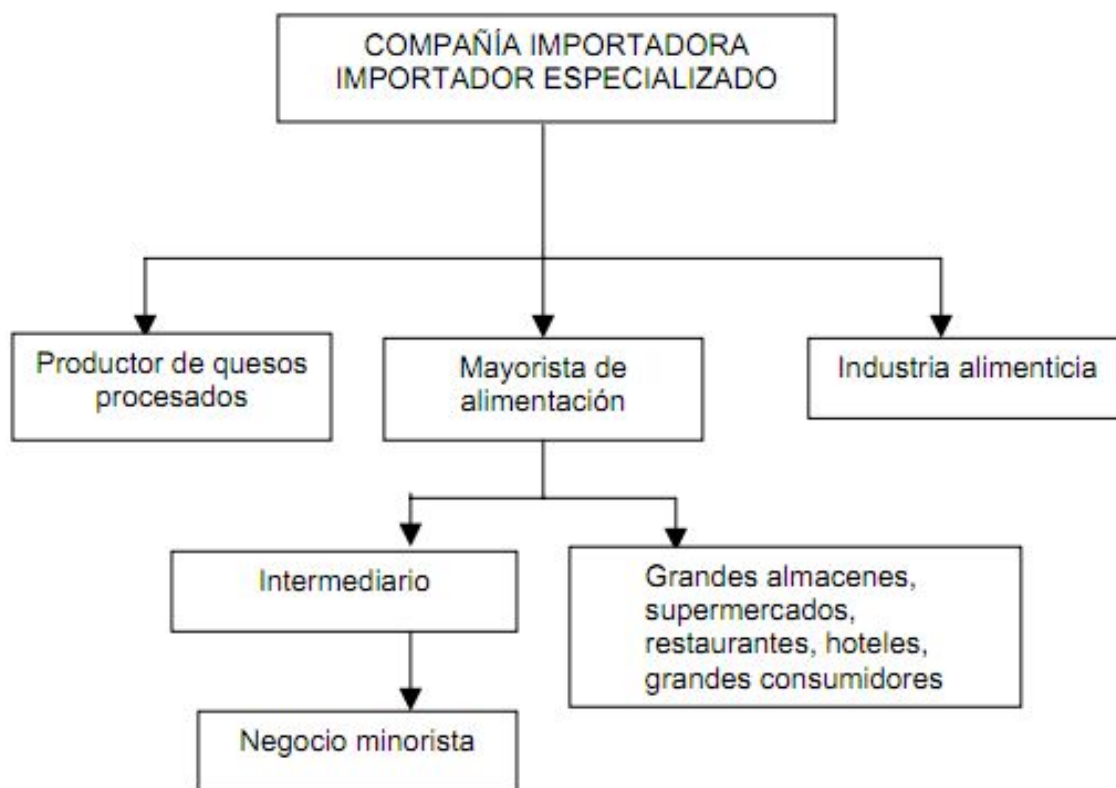 COMPAÑÍA IMPORTADORA
IMPORTADOR ESPECIALIZADO
Productor de quesos
procesados
Mayorista de
alimentación
Industria alimenticia
Intermediario
Grandes almacenes,
supermercados,
restaurantes, hoteles,
grandes consumidores
Negocio minorista